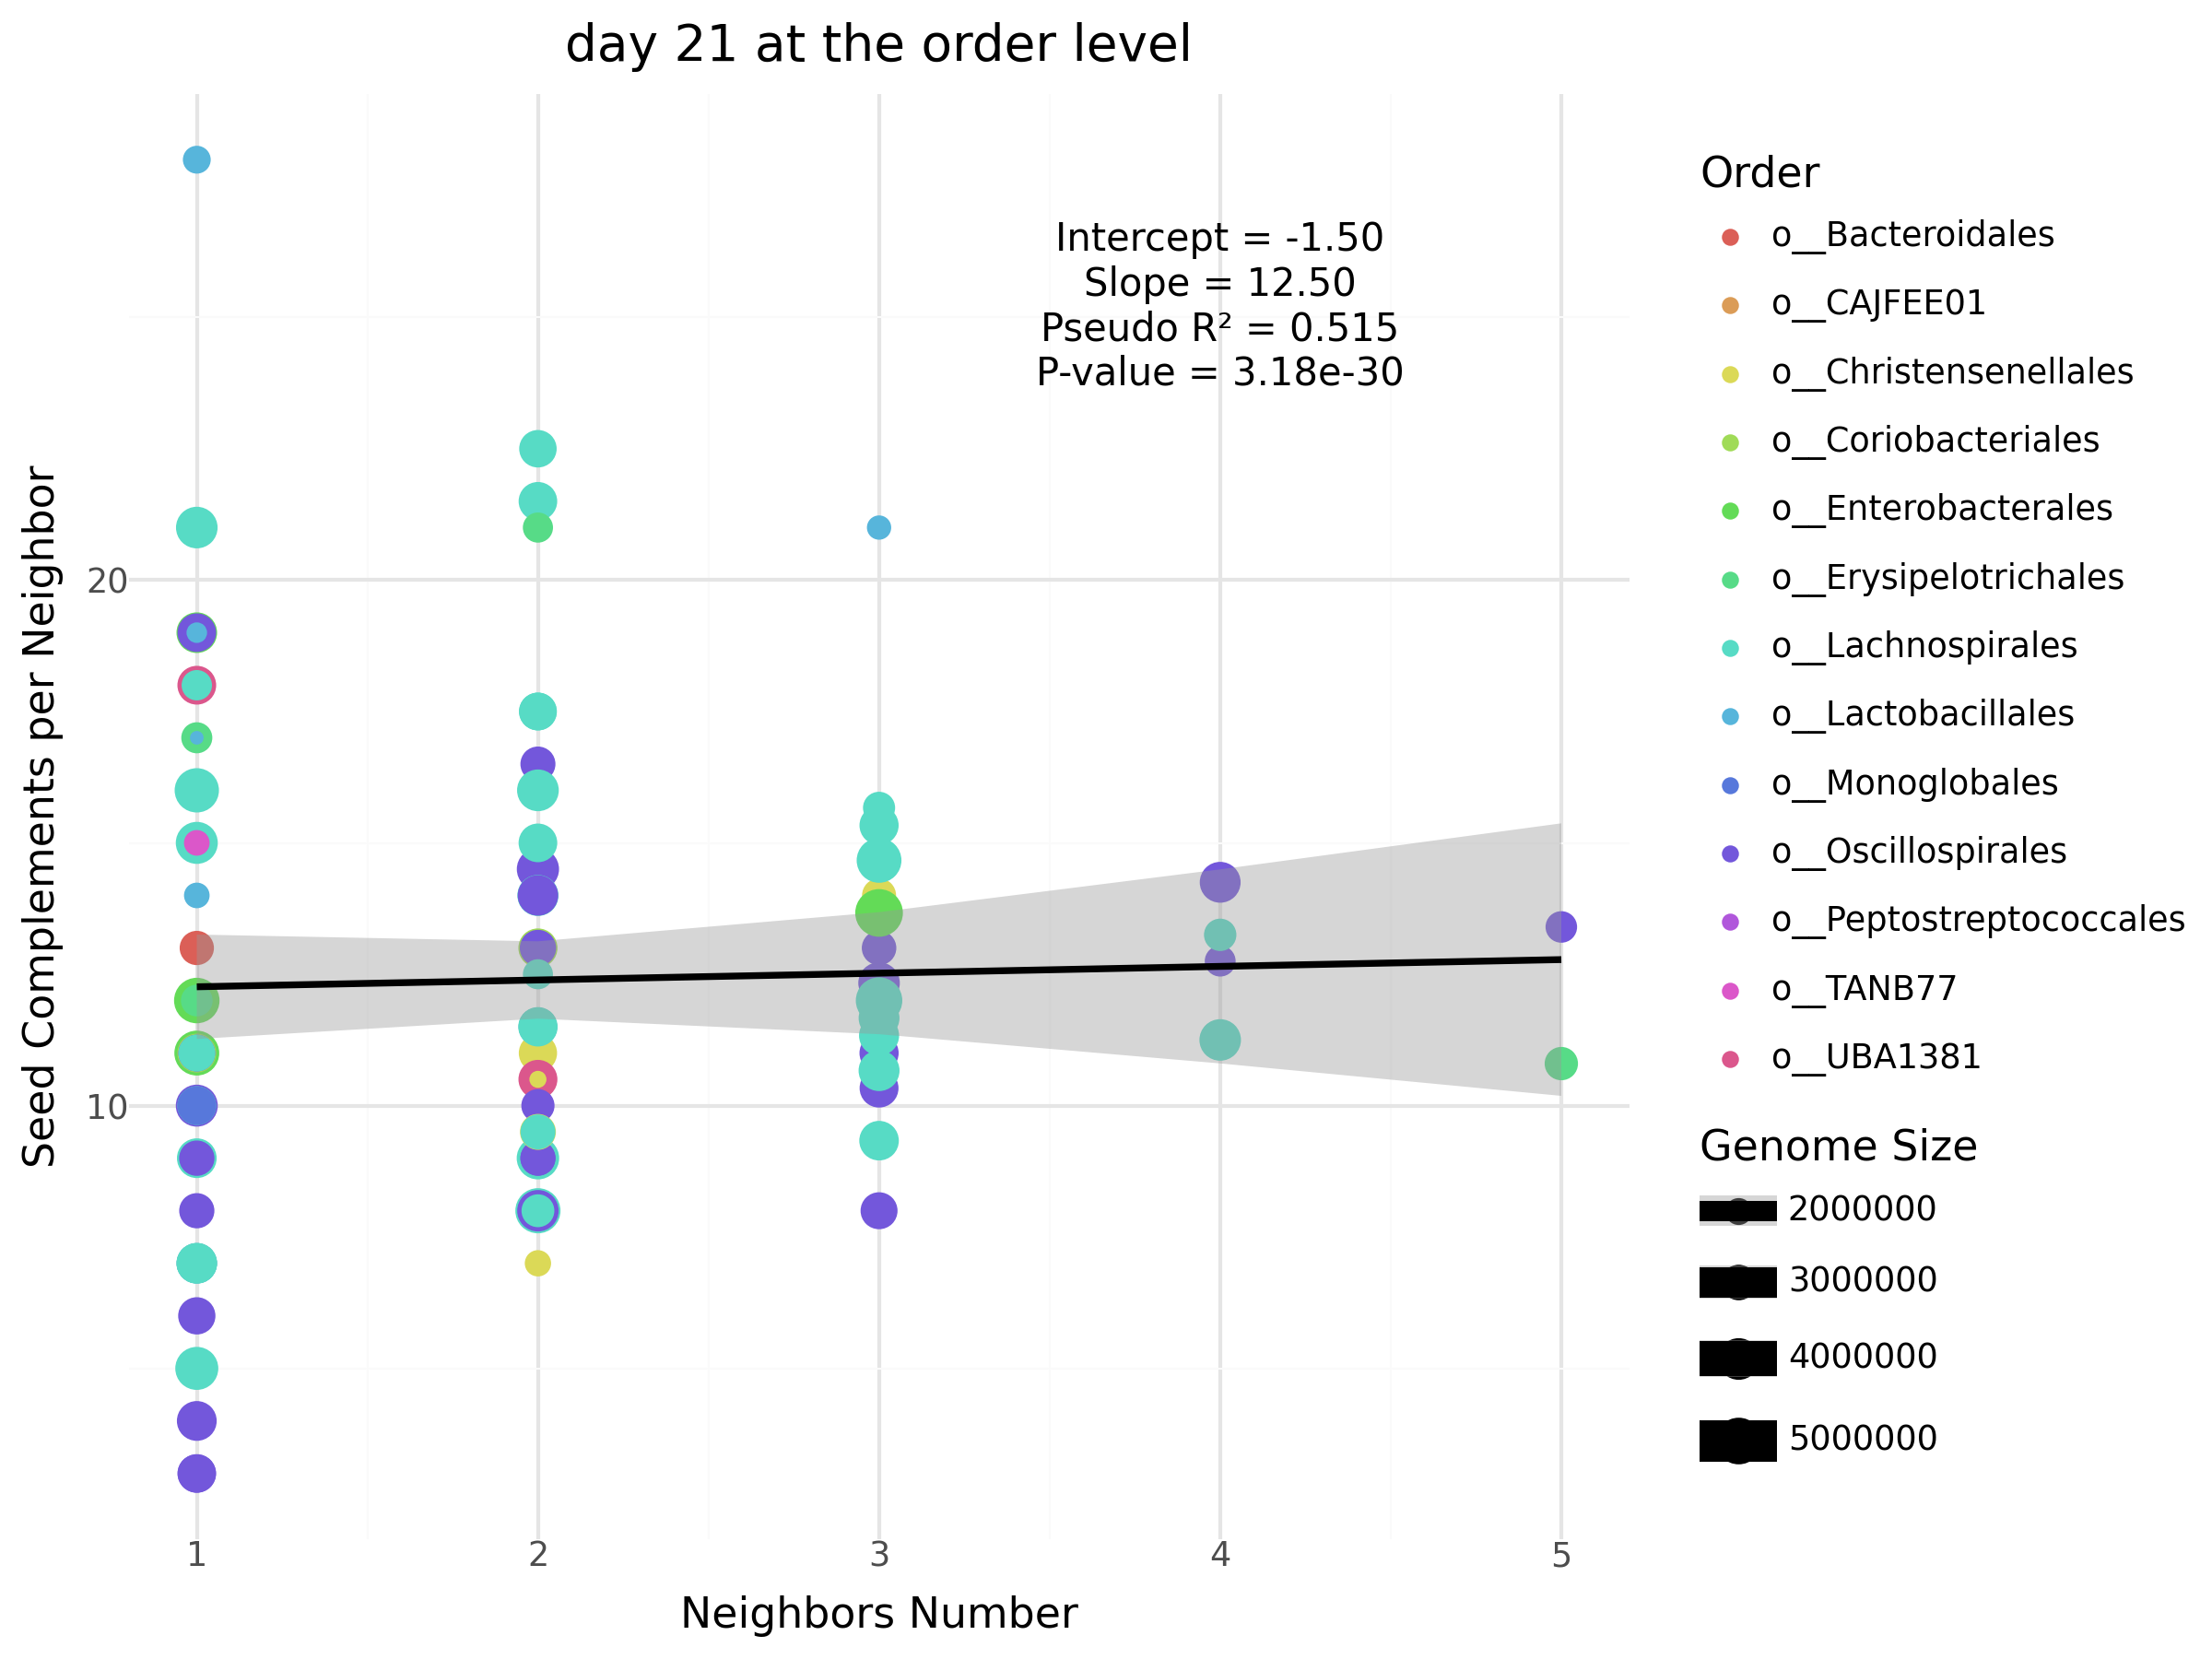 day 21 at the order level
Intercept = -1.50
Slope = 12.50
Pseudo R² = 0.515
P-value = 3.18e-30
Seed Complements per Neighbor
20
10
1
2
3
4
5
Neighbors Number
Order
o__Bacteroidales
o__CAJFEE01
o__Christensenellales
o__Coriobacteriales
o__Enterobacterales
o__Erysipelotrichales
o__Lachnospirales
o__Lactobacillales
o__Monoglobales
o__Oscillospirales
o__Peptostreptococcales
o__TANB77
o__UBA1381
Genome Size
2000000
3000000
4000000
5000000